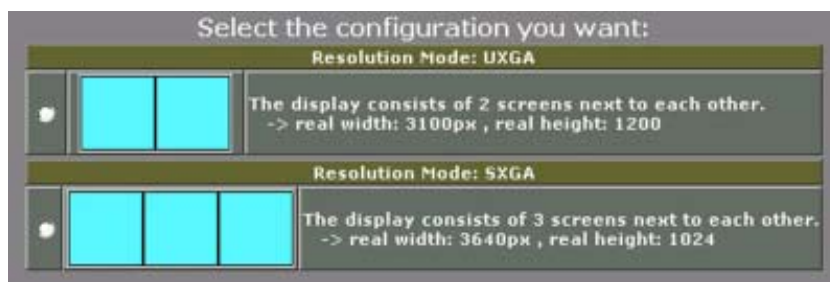 Select the configuration you want:
Resolution Mode: UXGA
The display consists of 2 screens next to each other.
-> real width: 3100px , real height: 1200
Resolution Mode: SXGA
The display consists of 3 screens next to each other.
-> real width: 3640px , real height: 1024